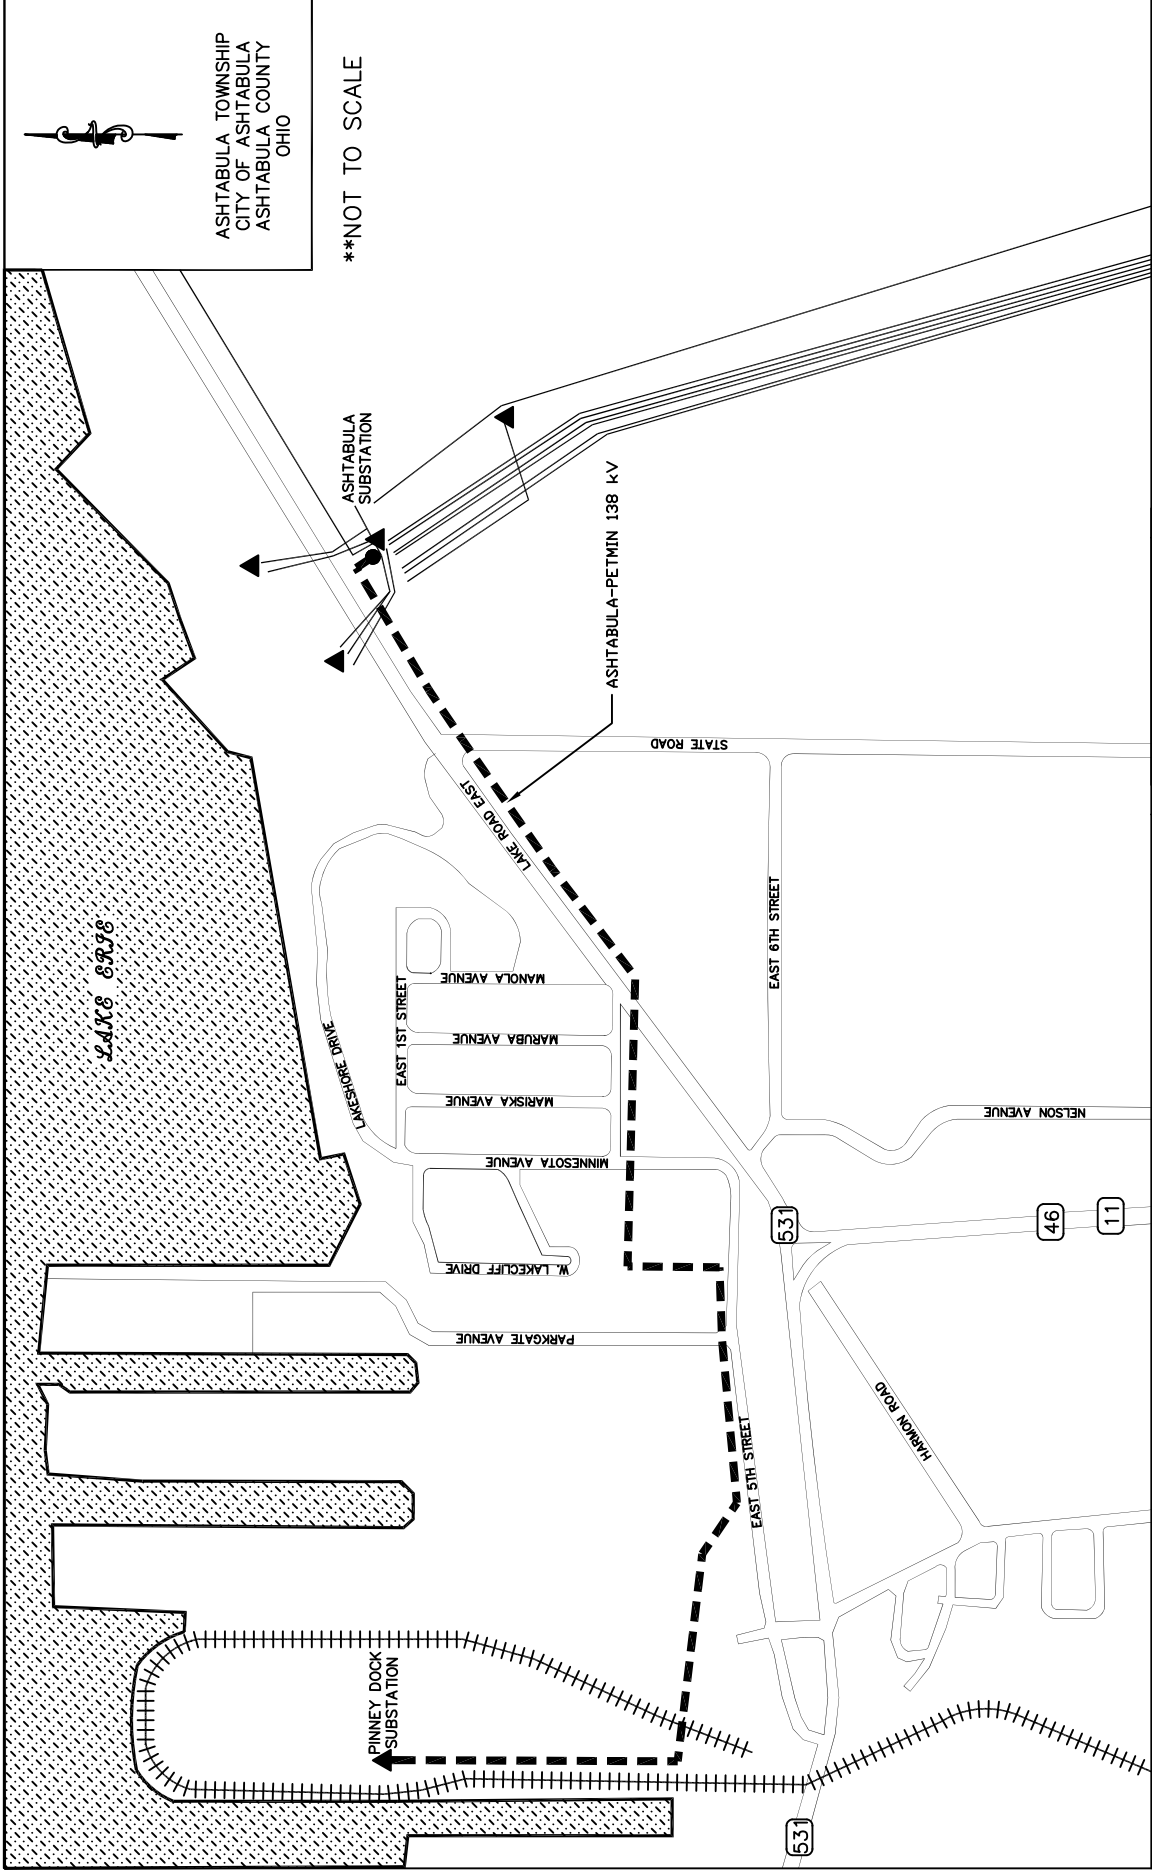 ASHTABULA TOWNSHIP
CITY OF ASHTABULA
ASHTABULA COUNTY
OHIO
**NOT TO SCALE
LAKE ERIE
ASHTABULA
SUBSTATION
ASHTABULA-PETMIN 138 kV
STATE ROAD
LAKE ROAD EAST
EAST 6TH STREET
MANOLA AVENUE
EAST 1ST STREET
LAKESHORE DRIVE
MARUBA AVENUE
MARISKA AVENUE
NELSON AVENUE
MINNESOTA AVENUE
531
46
11
W. LAKECLIFF DRIVE
PARKGATE AVENUE
HARMON ROAD
EAST 5TH STREET
PINNEY DOCK
SUBSTATION
531